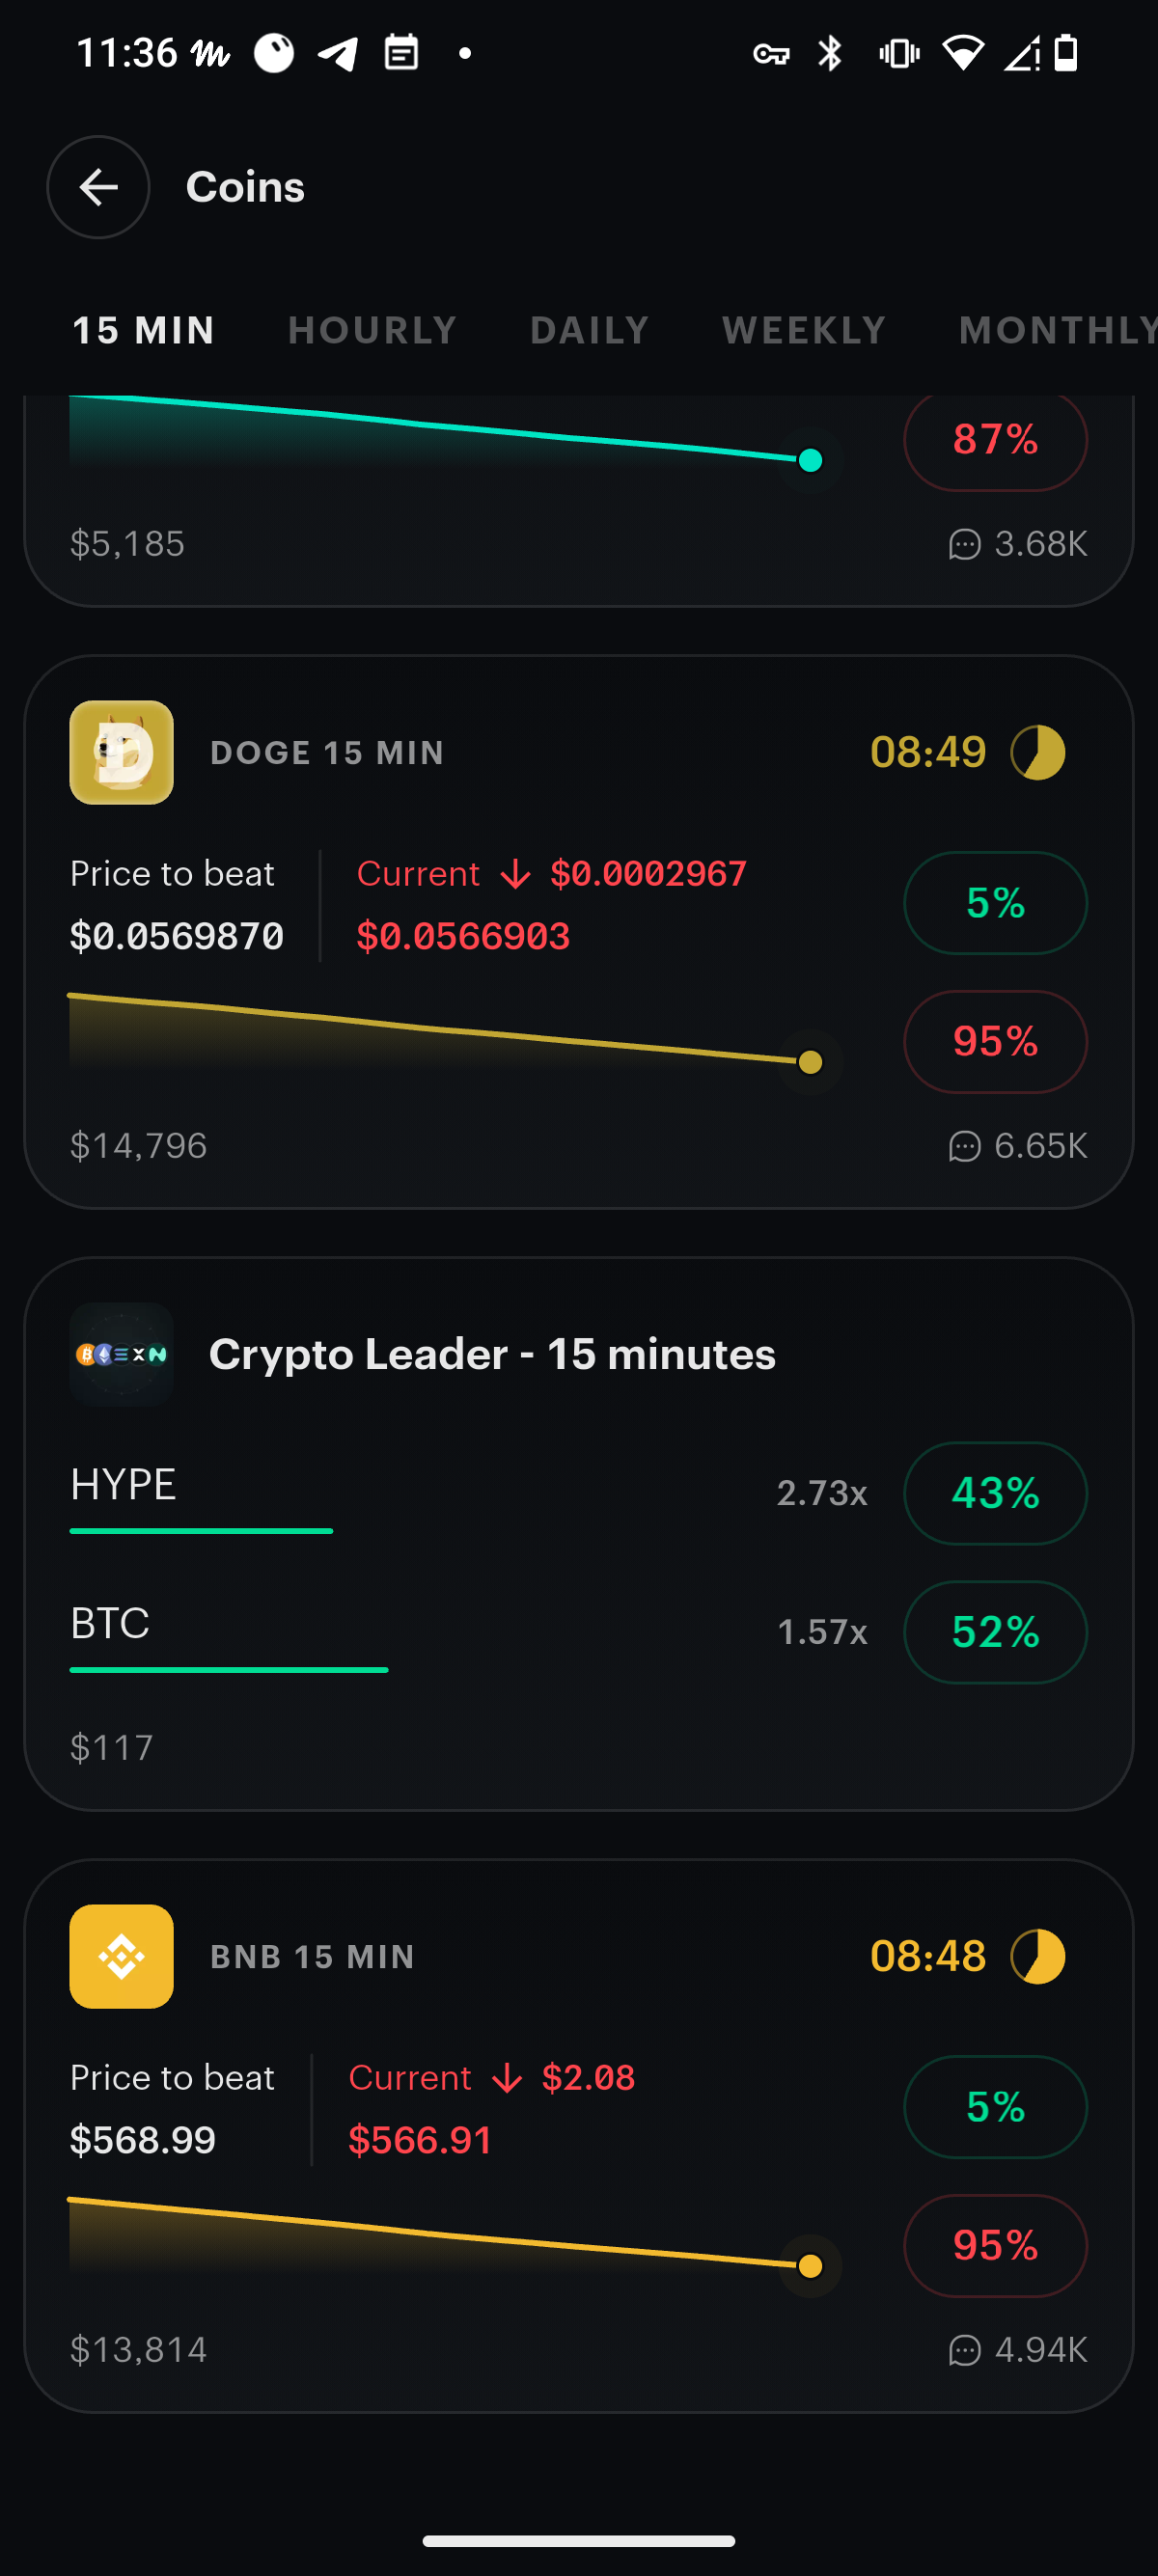 11:36
Coins
15 MIN HOURLY DAILY WEEKLY MONTHLY
87%
$5,185 3.68K
DOGE 15 MIN 08:49
Price to beat Current ↓ $0.0002967
5%
$0.0569870 $0.0566903
95%
$14,796 6.65K
Crypto Leader - 15 minutes
HYPE 2.73x 43%
BTC 1.57x 52%
$117
BNB 15 MIN 08:48
Price to beat Current ↓ $2.08
5%
$568.99 $566.91
95%
$13,814 4.94K